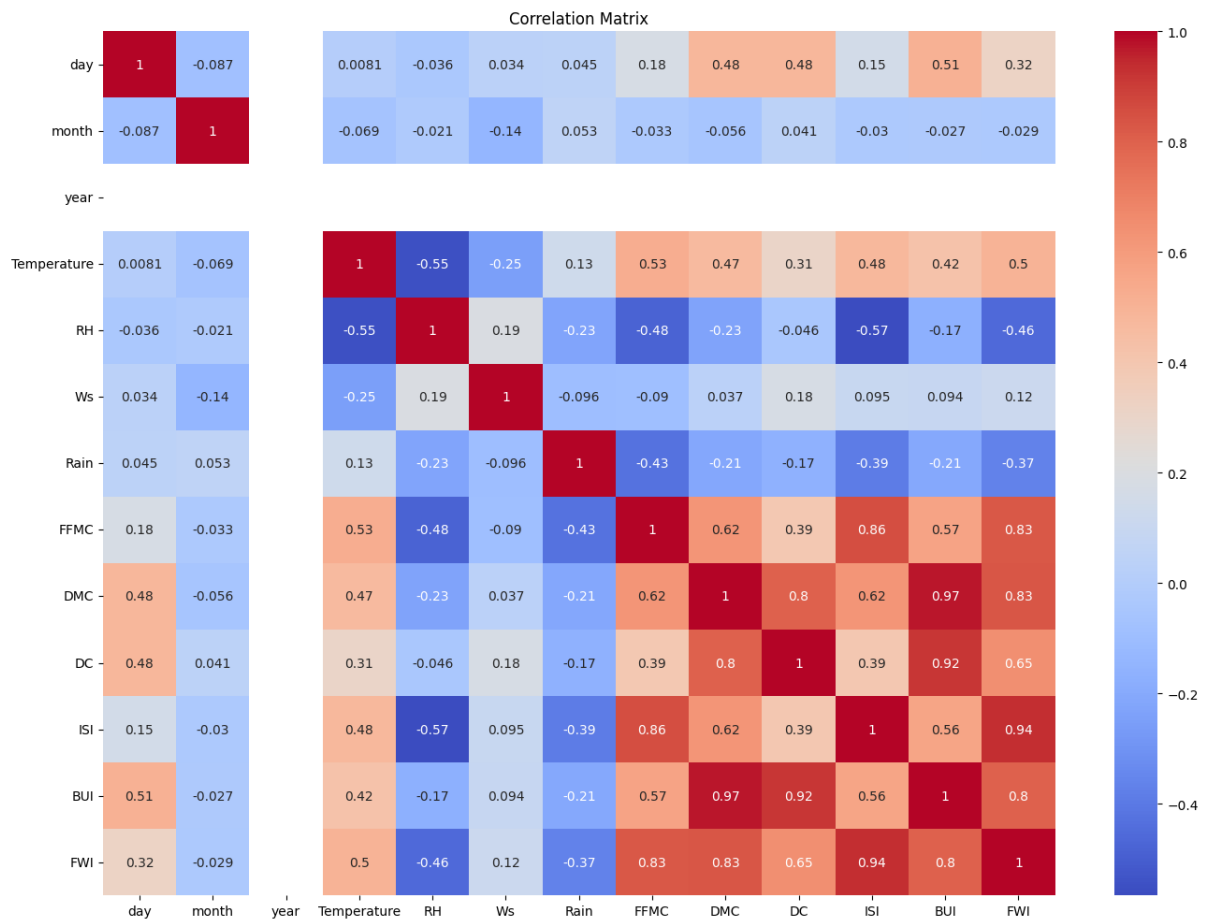 Correlation Matrix
day 1 -0.087 0.0081 -0.036 0.034 0.045 0.18 0.48 0.48 0.15 0.51 0.32
month -0.087 1 -0.069 -0.021 -0.14 0.053 -0.033 -0.056 0.041 -0.03 -0.027 -0.029
year
Temperature 0.0081 -0.069 1 -0.55 -0.25 0.13 0.53 0.47 0.31 0.48 0.42 0.5
RH -0.036 -0.021 -0.55 1 0.19 -0.23 -0.48 -0.23 -0.046 -0.57 -0.17 -0.46
Ws 0.034 -0.14 -0.25 0.19 1 -0.096 -0.09 0.037 0.18 0.095 0.094 0.12
Rain 0.045 0.053 0.13 -0.23 -0.096 1 -0.43 -0.21 -0.17 -0.39 -0.21 -0.37
FFMC 0.18 -0.033 0.53 -0.48 -0.09 -0.43 1 0.62 0.39 0.86 0.57 0.83
DMC 0.48 -0.056 0.47 -0.23 0.037 -0.21 0.62 1 0.8 0.62 0.97 0.83
DC 0.48 0.041 0.31 -0.046 0.18 -0.17 0.39 0.8 1 0.39 0.92 0.65
ISI 0.15 -0.03 0.48 -0.57 0.095 -0.39 0.86 0.62 0.39 1 0.56 0.94
BUI 0.51 -0.027 0.42 -0.17 0.094 -0.21 0.57 0.97 0.92 0.56 1 0.8
FWI 0.32 -0.029 0.5 -0.46 0.12 -0.37 0.83 0.83 0.65 0.94 0.8 1
day month year Temperature RH Ws Rain FFMC DMC DC ISI BUI FWI
1.0
0.8
0.6
0.4
0.2
0.0
-0.2
-0.4